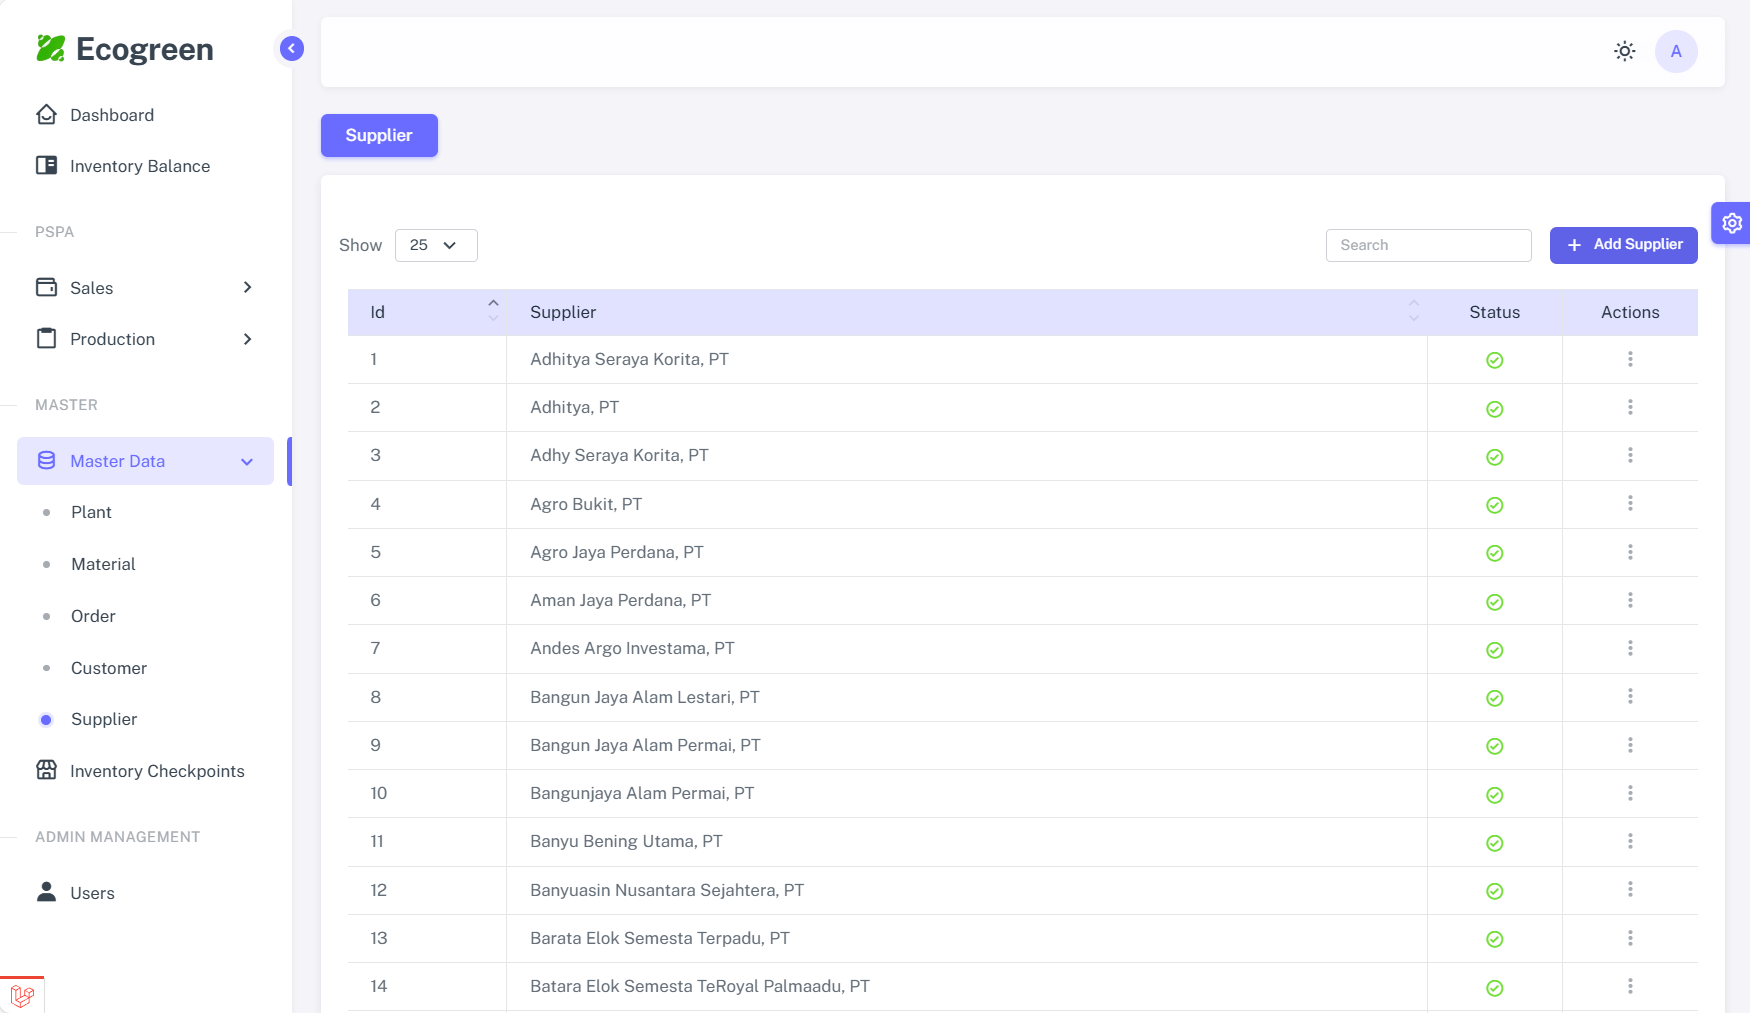 Ecogreen
Dashboard
Inventory Balance
PSPA
Sales
Production
MASTER
Master Data
Plant
Material
Order
Customer
Supplier
Inventory Checkpoints
ADMIN MANAGEMENT
Users
A
Supplier
Show 25 Search + Add Supplier
Id Supplier Status Actions
1 Adhitya Seraya Korita, PT
2 Adhitya, PT
3 Adhy Seraya Korita, PT
4 Agro Bukit, PT
5 Agro Jaya Perdana, PT
6 Aman Jaya Perdana, PT
7 Andes Argo Investama, PT
8 Bangun Jaya Alam Lestari, PT
9 Bangun Jaya Alam Permai, PT
10 Bangunjaya Alam Permai, PT
11 Banyu Bening Utama, PT
12 Banyuasin Nusantara Sejahtera, PT
13 Barata Elok Semesta Terpadu, PT
14 Batara Elok Semesta TeRoyal Palmaadu, PT